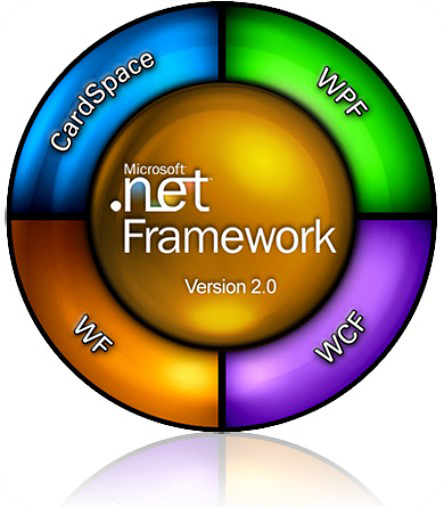 CardSpace
WPF
Microsoft
.net
Framework
Version 2.0
WF
WCF